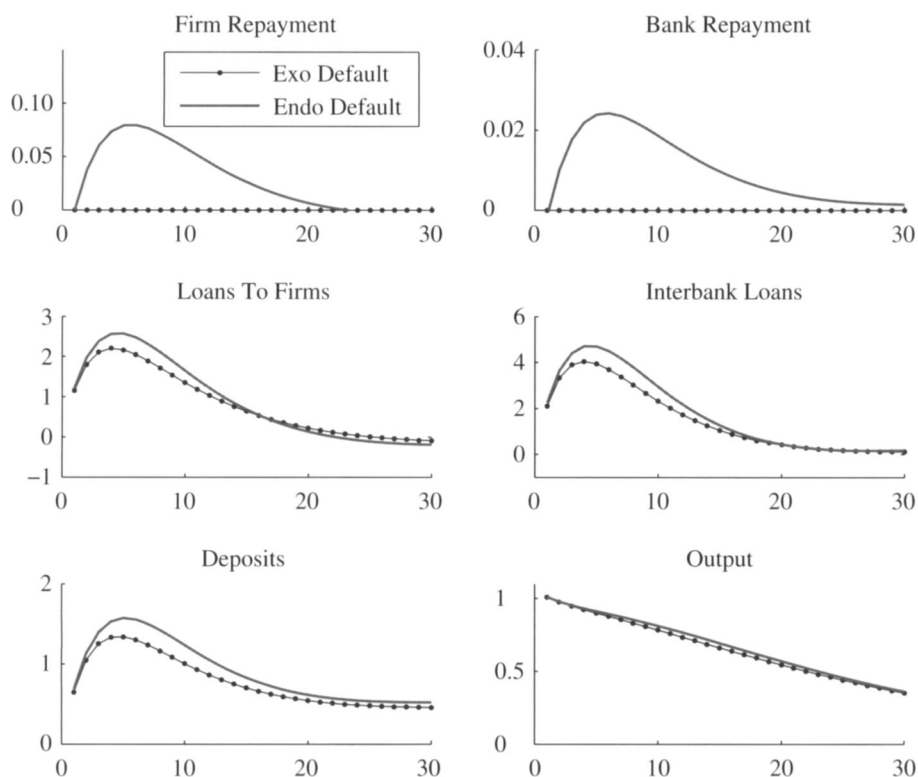 Firm Repayment
Exo Default
Endo Default
0.10
0.05
0
0 10 20 30
Bank Repayment
0.04
0.02
0
0 10 20 30
Loans To Firms
3
2
1
0
−1
0 10 20 30
Interbank Loans
6
4
2
0
0 10 20 30
Deposits
2
1
0
0 10 20 30
Output
1
0.5
0
0 10 20 30